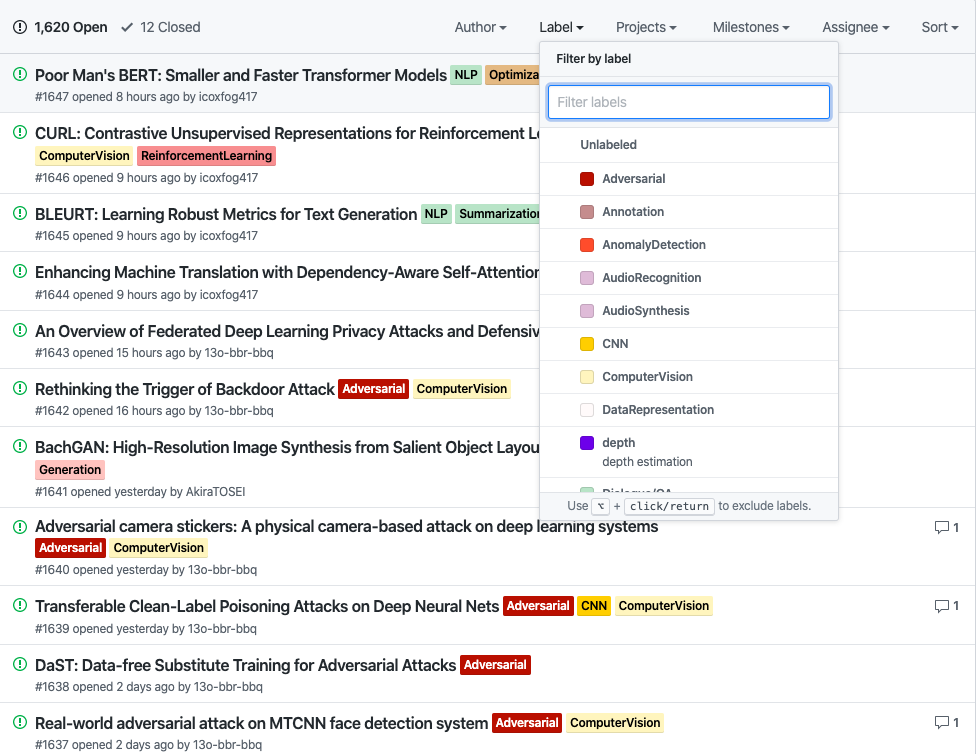 1,620 Open 12 Closed Author Label Projects Milestones Assignee Sort
Poor Man's BERT: Smaller and Faster Transformer Models NLP Optimiza
#1647 opened 8 hours ago by icoxfog417
CURL: Contrastive Unsupervised Representations for Reinforcement Le
ComputerVision ReinforcementLearning
#1646 opened 9 hours ago by icoxfog417
BLEURT: Learning Robust Metrics for Text Generation NLP Summarization
#1645 opened 9 hours ago by icoxfog417
Enhancing Machine Translation with Dependency-Aware Self-Attention
#1644 opened 9 hours ago by icoxfog417
An Overview of Federated Deep Learning Privacy Attacks and Defensiv
#1643 opened 15 hours ago by 13o-bbr-bbq
Rethinking the Trigger of Backdoor Attack Adversarial ComputerVision
#1642 opened 16 hours ago by 13o-bbr-bbq
BachGAN: High-Resolution Image Synthesis from Salient Object Layou
Generation
#1641 opened yesterday by AkiraTOSEI
Adversarial camera stickers: A physical camera-based attack on deep learning systems 1
Adversarial ComputerVision
#1640 opened yesterday by 13o-bbr-bbq
Transferable Clean-Label Poisoning Attacks on Deep Neural Nets Adversarial CNN ComputerVision 1
#1639 opened yesterday by 13o-bbr-bbq
DaST: Data-free Substitute Training for Adversarial Attacks Adversarial
#1638 opened 2 days ago by 13o-bbr-bbq
Real-world adversarial attack on MTCNN face detection system Adversarial ComputerVision 1
#1637 opened 2 days ago by 13o-bbr-bbq
Filter by label
Filter labels
Unlabeled
Adversarial
Annotation
AnomalyDetection
AudioRecognition
AudioSynthesis
CNN
ComputerVision
DataRepresentation
depth
depth estimation
Use ⌥ + click/return to exclude labels.